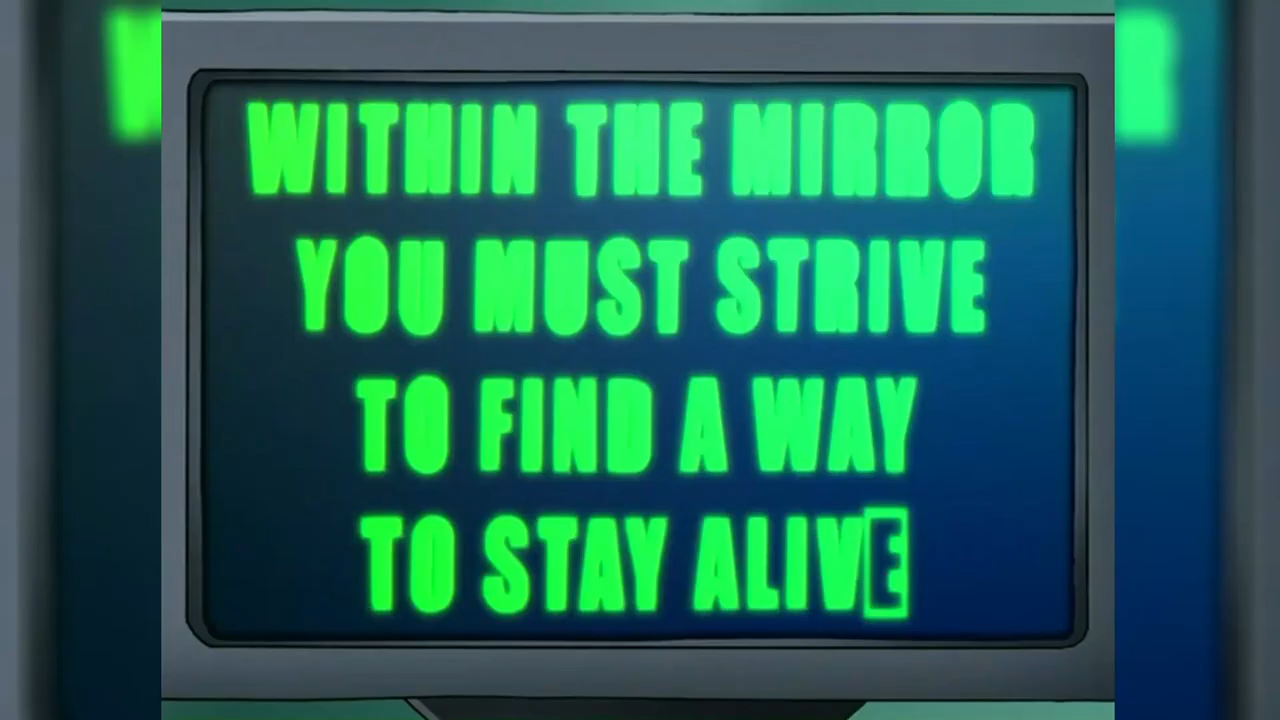 WITHIN THE MIRROR
YOU MUST STRIVE
TO FIND A WAY
TO STAY ALIVE